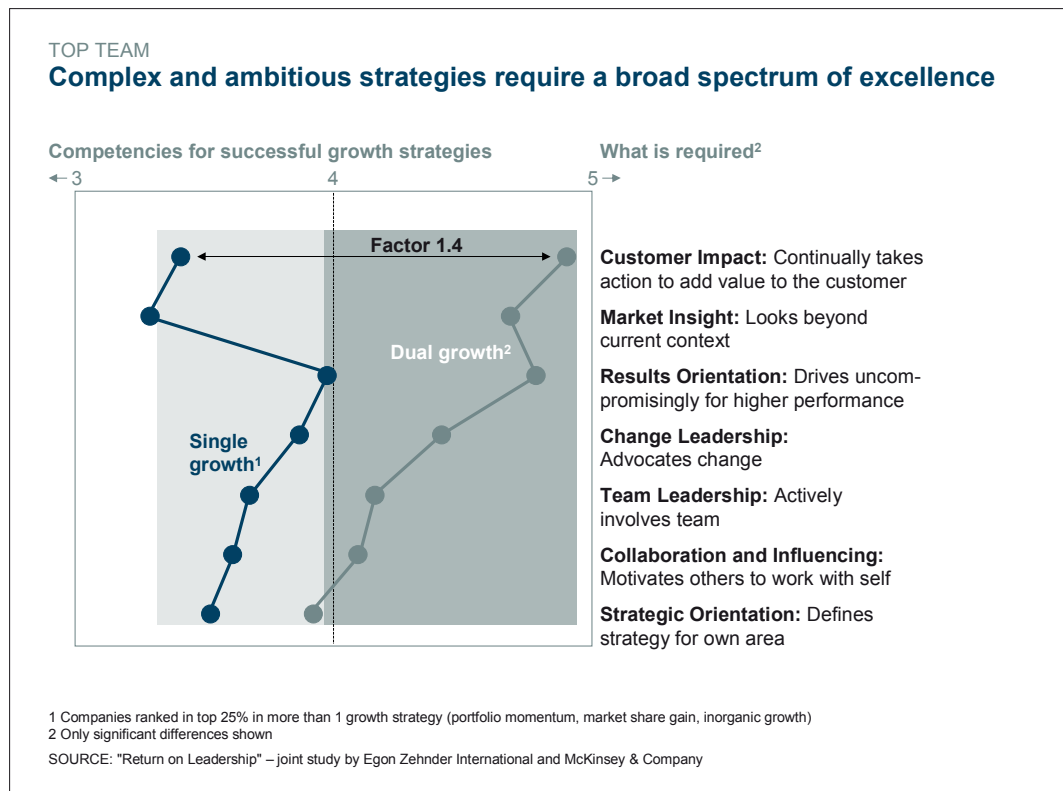 TOP TEAM
Complex and ambitious strategies require a broad spectrum of excellence
Competencies for successful growth strategies
What is required²
← 3
4
5 →
Factor 1.4
Dual growth²
Single
growth¹
Customer Impact: Continually takes
action to add value to the customer
Market Insight: Looks beyond
current context
Results Orientation: Drives uncom-
promisingly for higher performance
Change Leadership:
Advocates change
Team Leadership: Actively
involves team
Collaboration and Influencing:
Motivates others to work with self
Strategic Orientation: Defines
strategy for own area
1 Companies ranked in top 25% in more than 1 growth strategy (portfolio momentum, market share gain, inorganic growth)
2 Only significant differences shown
SOURCE: "Return on Leadership" – joint study by Egon Zehnder International and McKinsey & Company